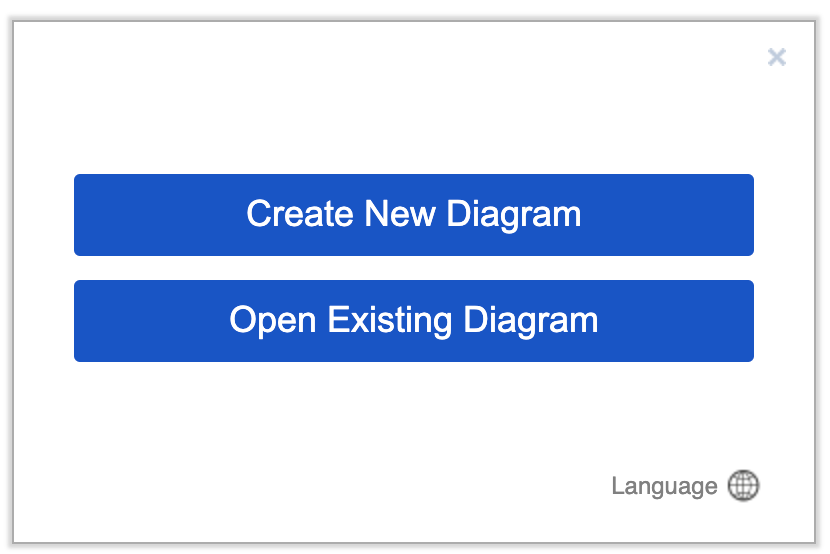 Create New Diagram
Open Existing Diagram
Language